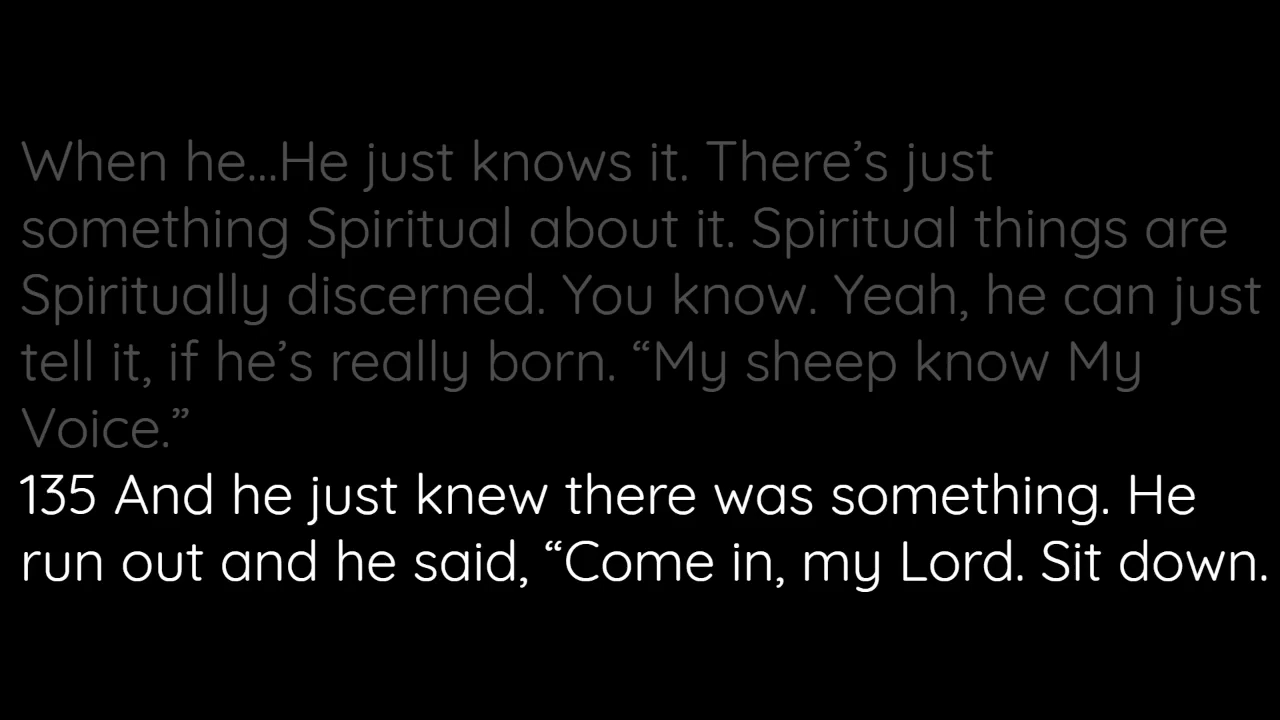 When he...He just knows it. There’s just
something Spiritual about it. Spiritual things are
Spiritually discerned. You know. Yeah, he can just
tell it, if he’s really born. “My sheep know My
Voice.”
135 And he just knew there was something. He
run out and he said, “Come in, my Lord. Sit down.